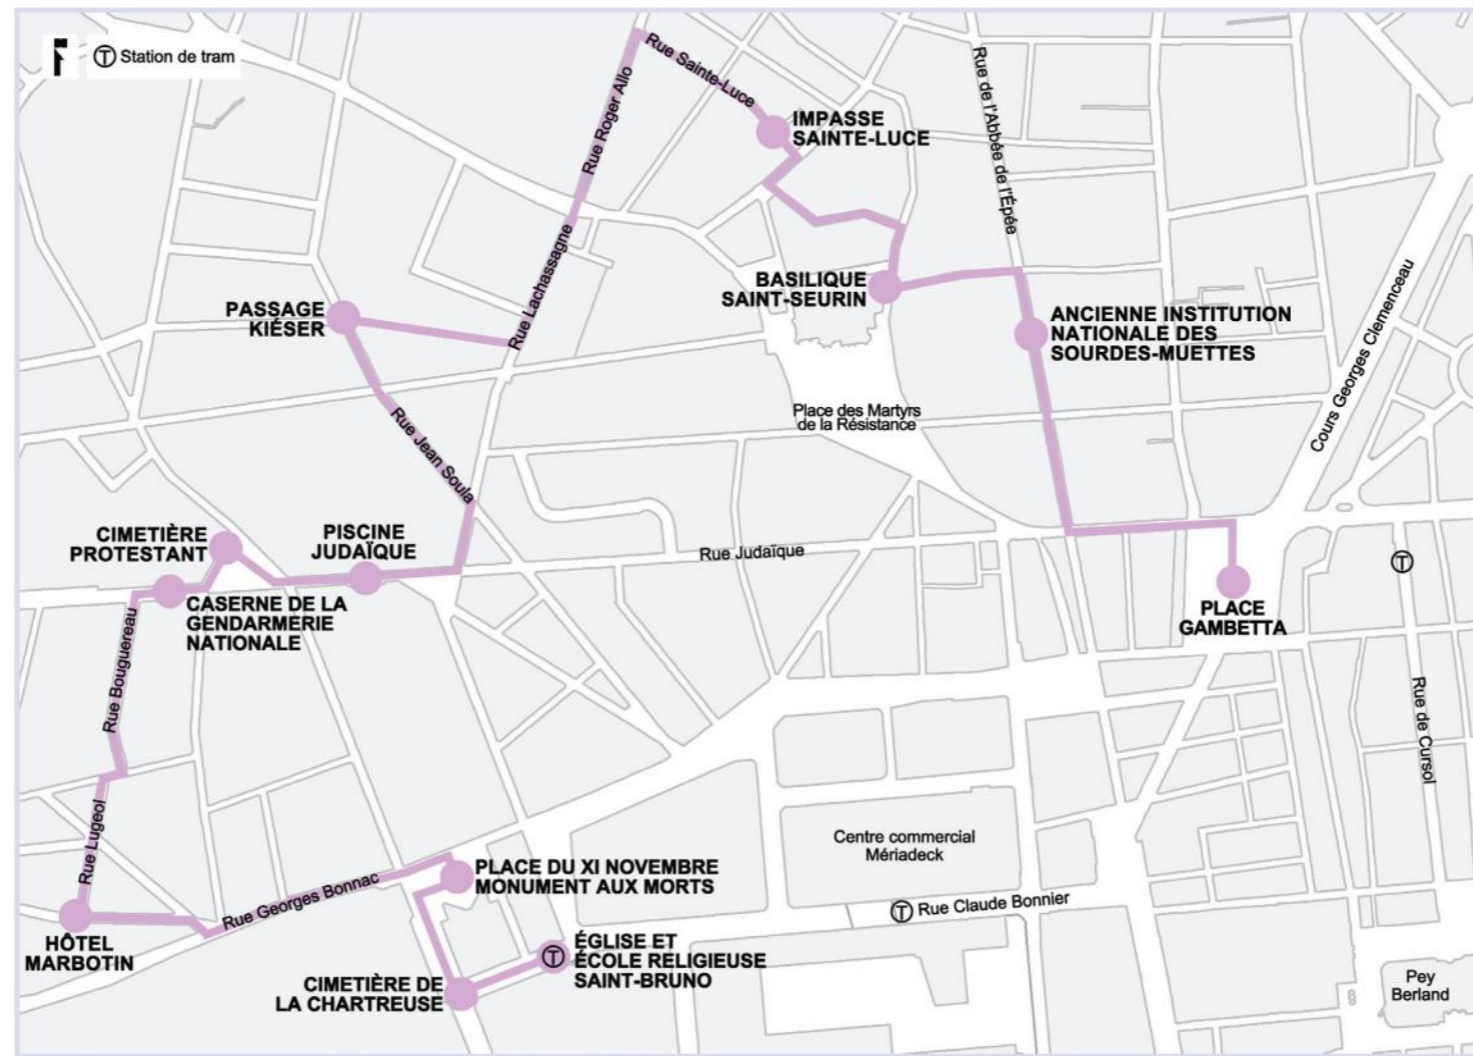 T Station de tram
Rue Sainte-Luce
IMPASSE
SAINTE-LUCE
Rue Roger Allo
Rue de l'Abbée de l'Épée
Rue Lachassagne
BASILIQUE
SAINT-SEURIN
PASSAGE
KIÉSER
ANCIENNE INSTITUTION
NATIONALE DES
SOURDES-MUETTES
Cours Georges Clemenceau
Place des Martyrs
de la Résistance
Rue Jean Soula
CIMETIÈRE
PROTESTANT
PISCINE
JUDAÏQUE
Rue Judaïque
T
CASERNE DE LA
GENDARMERIE
NATIONALE
PLACE
GAMBETTA
Rue Bouguereau
Rue de Cursol
Rue Lugeol
Centre commercial
Mériadeck
PLACE DU XI NOVEMBRE
MONUMENT AUX MORTS
Rue Georges Bonnac
T Rue Claude Bonnier
HÔTEL
MARBOTIN
T
ÉGLISE ET
ÉCOLE RELIGIEUSE
SAINT-BRUNO
CIMETIÈRE DE
LA CHARTREUSE
Pey
Berland